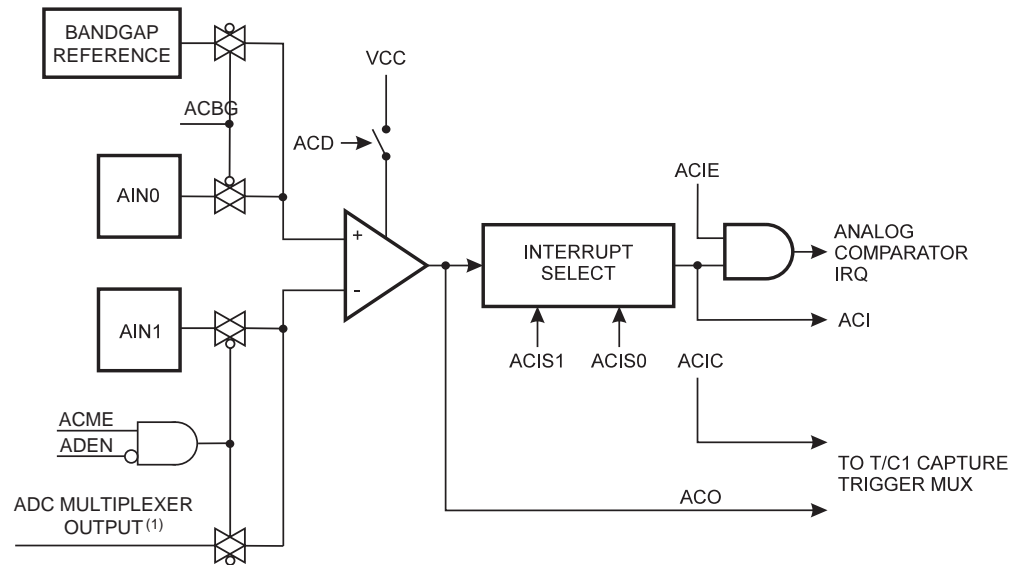 BANDGAP
REFERENCE
VCC
ACBG
ACD
AIN0
ACIE
+
-
INTERRUPT
SELECT
ANALOG
COMPARATOR
IRQ
AIN1
ACI
ACIS1
ACIS0
ACIC
ACME
ADEN
TO T/C1 CAPTURE
TRIGGER MUX
ADC MULTIPLEXER
OUTPUT (1)
ACO